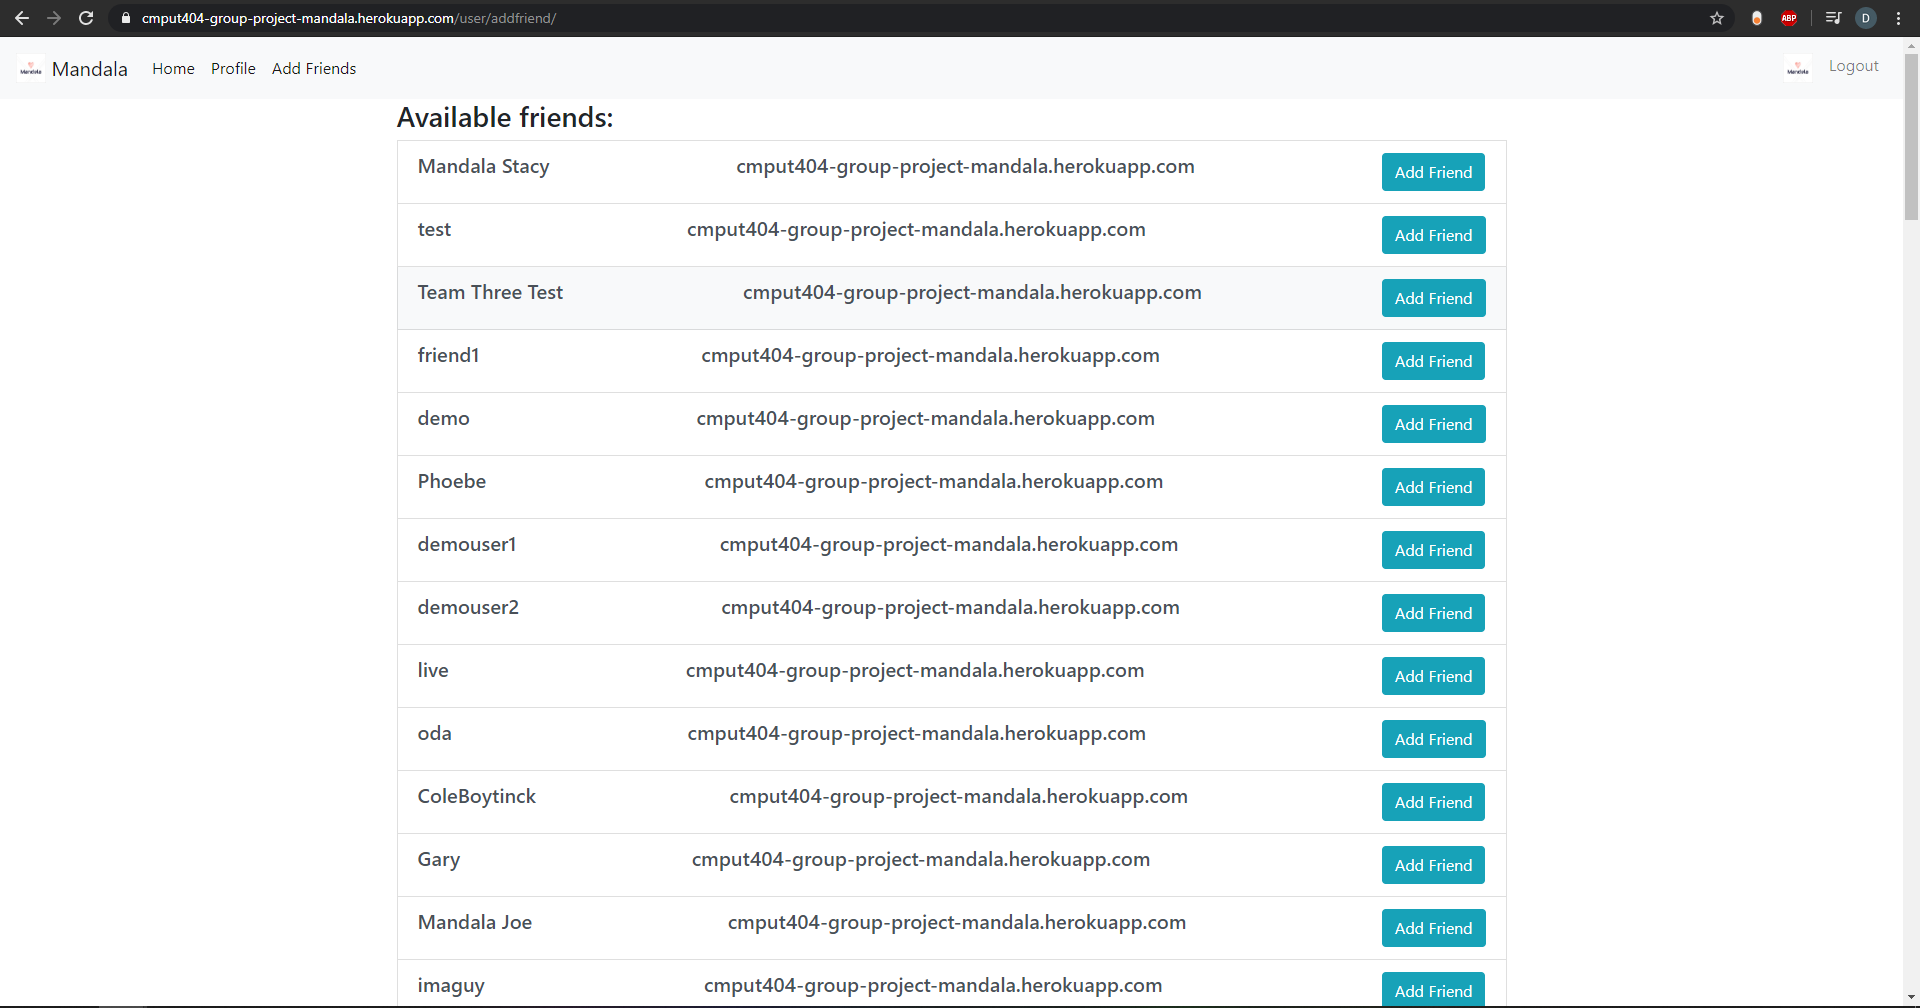 cmput404-group-project-mandala.herokuapp.com/user/addfriend/ ABP D
Mandala Mandala Home Profile Add Friends Mandala Logout
Available friends:
Mandala Stacy cmput404-group-project-mandala.herokuapp.com Add Friend
test cmput404-group-project-mandala.herokuapp.com Add Friend
Team Three Test cmput404-group-project-mandala.herokuapp.com Add Friend
friend1 cmput404-group-project-mandala.herokuapp.com Add Friend
demo cmput404-group-project-mandala.herokuapp.com Add Friend
Phoebe cmput404-group-project-mandala.herokuapp.com Add Friend
demouser1 cmput404-group-project-mandala.herokuapp.com Add Friend
demouser2 cmput404-group-project-mandala.herokuapp.com Add Friend
live cmput404-group-project-mandala.herokuapp.com Add Friend
oda cmput404-group-project-mandala.herokuapp.com Add Friend
ColeBoytinck cmput404-group-project-mandala.herokuapp.com Add Friend
Gary cmput404-group-project-mandala.herokuapp.com Add Friend
Mandala Joe cmput404-group-project-mandala.herokuapp.com Add Friend
imaguy cmput404-group-project-mandala.herokuapp.com Add Friend